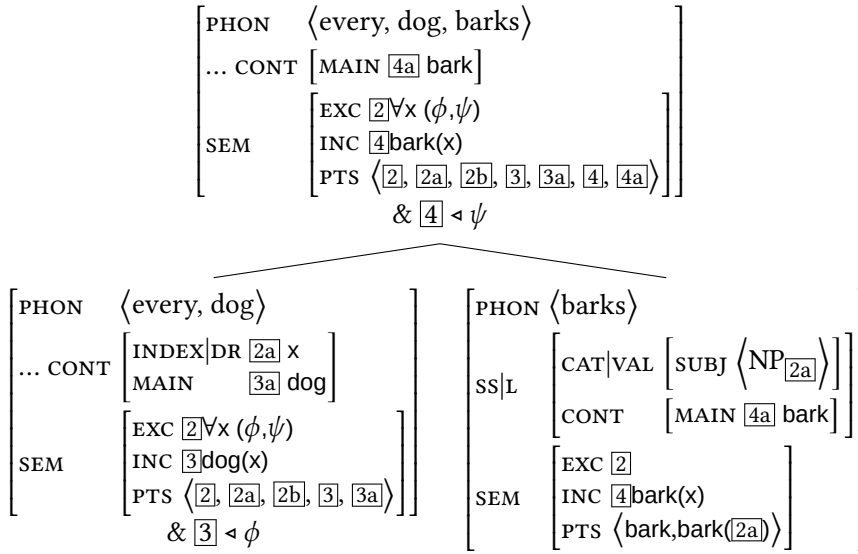 PHON ⟨every, dog, barks⟩
... CONT [MAIN 4a bark]
SEM [EXC 2∀x (ϕ,ψ)
INC 4bark(x)
PTS ⟨2, 2a, 2b, 3, 3a, 4, 4a⟩]
& 4 ◃ ψ
PHON ⟨every, dog⟩
... CONT [INDEX|DR 2a x
MAIN 3a dog]
SEM [EXC 2∀x (ϕ,ψ)
INC 3dog(x)
PTS ⟨2, 2a, 2b, 3, 3a⟩]
& 3 ◃ ϕ
PHON ⟨barks⟩
SS|L [CAT|VAL [SUBJ ⟨NP2a⟩]
CONT [MAIN 4a bark]]
SEM [EXC 2
INC 4bark(x)
PTS ⟨bark,bark(2a)⟩]